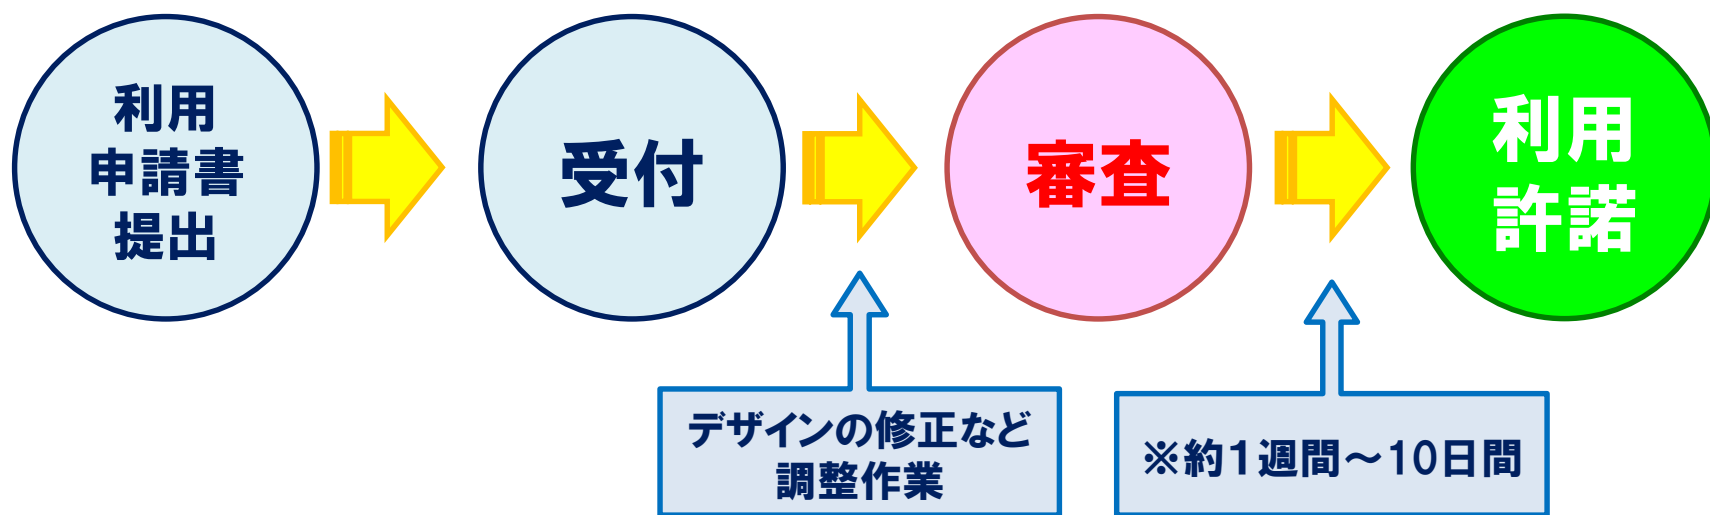 利用
申請書
提出
受付
審査
利用
許諾
デザインの修正など
調整作業
※約１週間～10日間